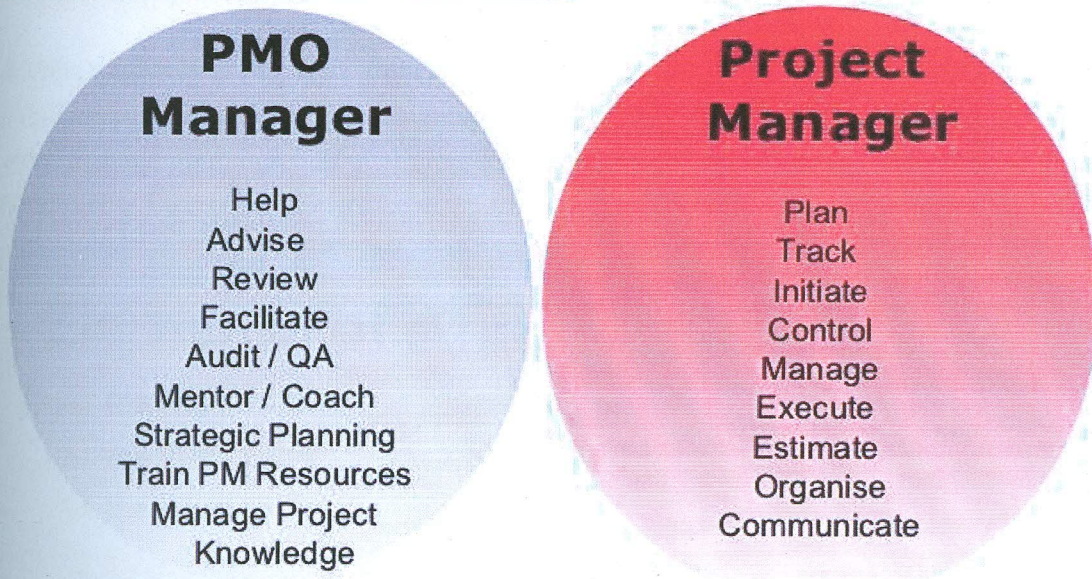 PMO
Manager
Help
Advise
Review
Facilitate
Audit / QA
Mentor / Coach
Strategic Planning
Train PM Resources
Manage Project
Knowledge
Project
Manager
Plan
Track
Initiate
Control
Manage
Execute
Estimate
Organise
Communicate